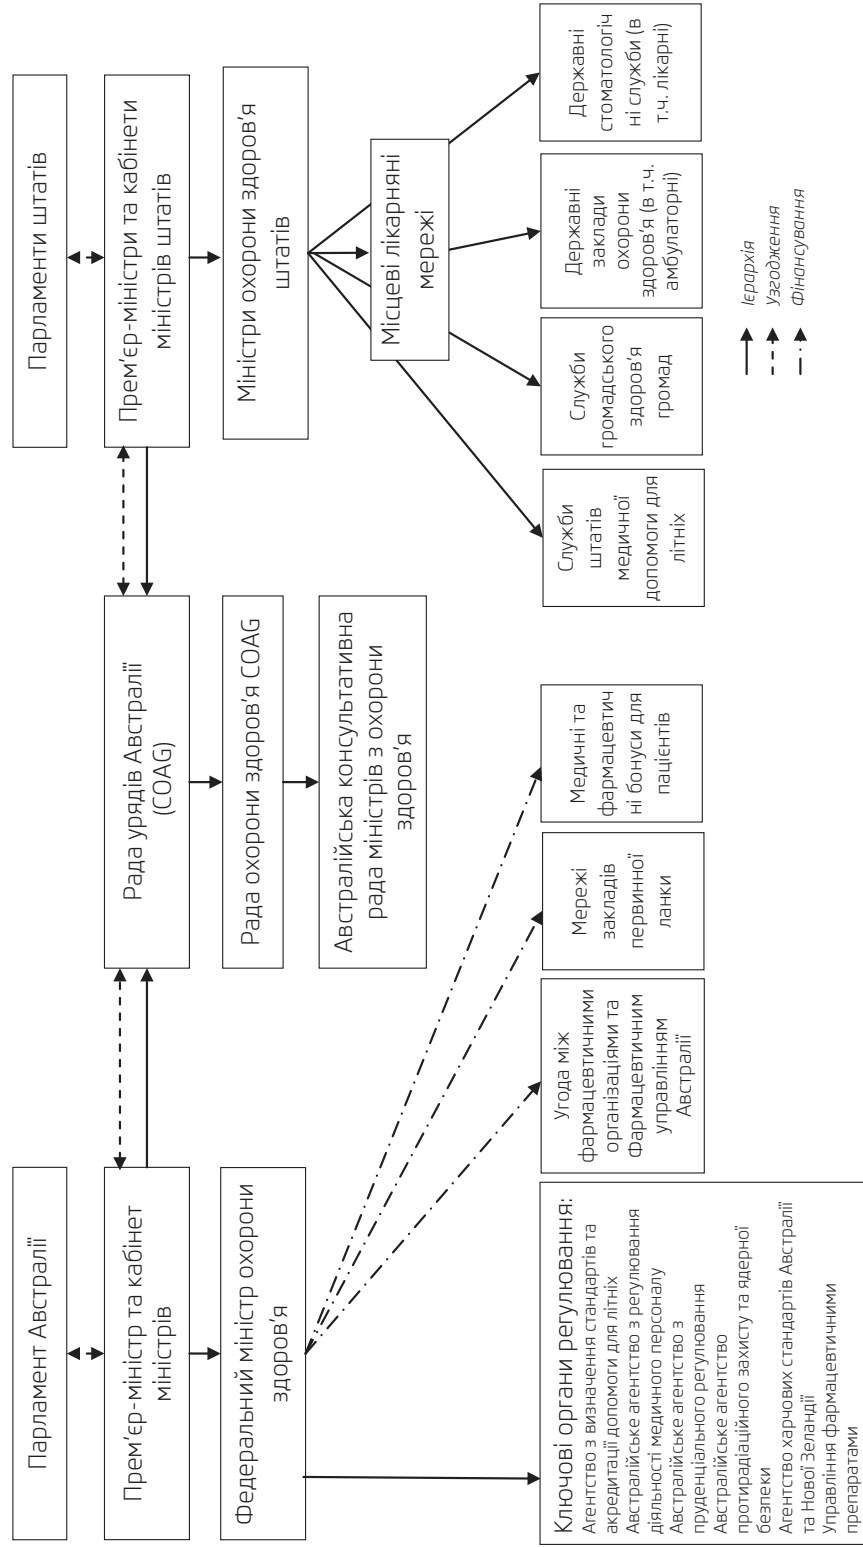 Парламент Австралії
Прем’єр-міністр та кабінет
міністрів
Федеральний міністр охорони
здоров’я
Ключові органи регулювання:
Агентство з визначення стандартів та
акредитації допомоги для літніх
Австралійське агентство з регулювання
діяльності медичного персоналу
Австралійське агентство з
пруденціального регулювання
Австралійське агентство
протирадіаційного захисту та ядерної
безпеки
Агентство харчових стандартів Австралії
та Нової Зеландії
Управління фармацевтичними
препаратами
Угода між
фармацевтичними
організаціями та
Фармацевтичним
управлінням
Австралії
Мережі
закладів
первинної
ланки
Медичні та
фармацевтич
ні бонуси для
пацієнтів
Рада урядів Австралії
(COAG)
Рада охорони здоров’я COAG
Австралійська консультативна
рада міністрів з охорони
здоров’я
Парламенти штатів
Прем’єр-міністри та кабінети
міністрів штатів
Міністри охорони здоров’я
штатів
Місцеві лікарняні
мережі
Служби
штатів
медичної
допомоги для
літніх
Служби
громадського
здоров’я
громад
Державні
заклади
охорони
здоров’я (в т.ч.
амбулаторні)
Державні
стоматологіч
ні служби (в
т.ч. лікарні)
Ієрархія
Узгодження
Фінансування